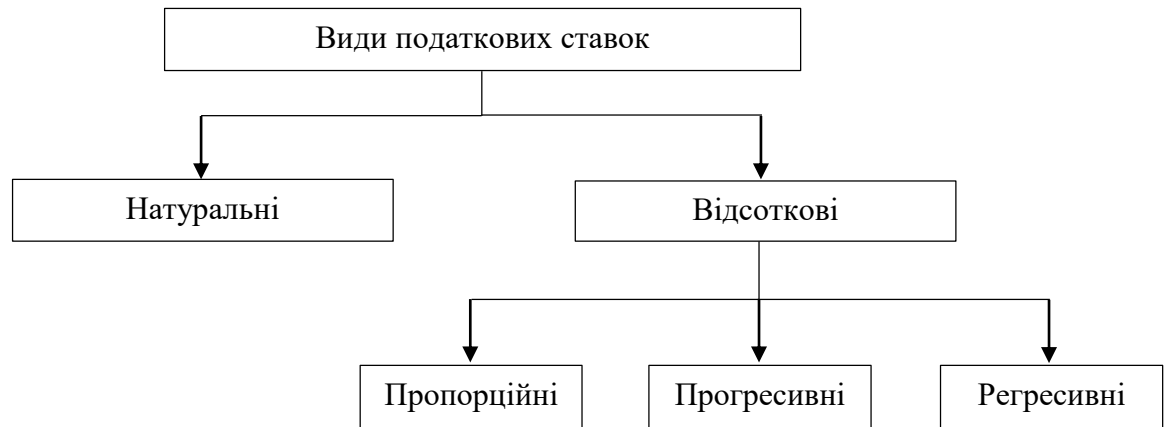 Види податкових ставок
Натуральні
Відсоткові
Пропорційні
Прогресивні
Регресивні